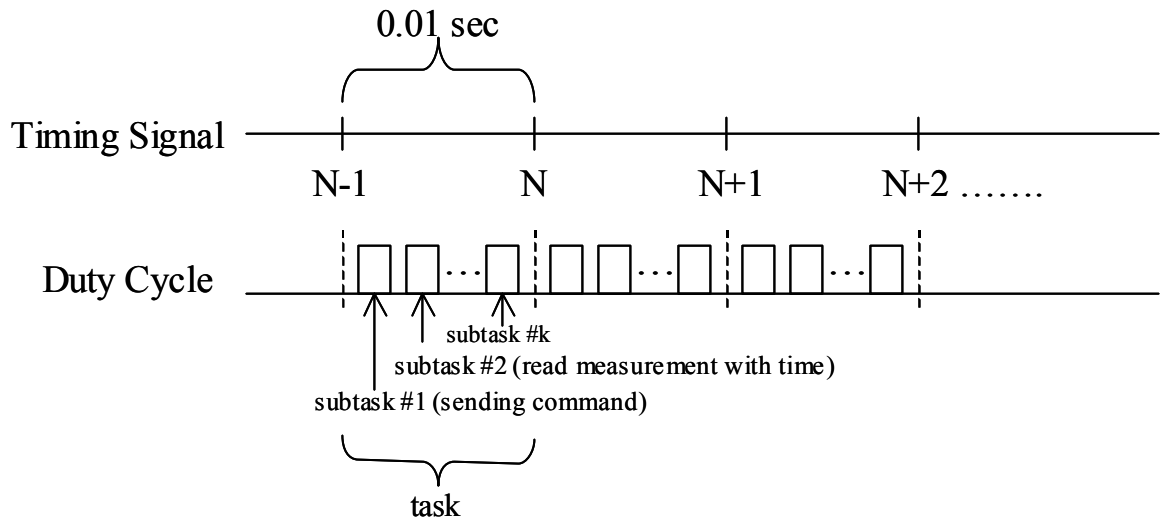 0.01 sec
Timing Signal
N-1 N N+1 N+2 .......
Duty Cycle
... ... ...
subtask #k
subtask #2 (read measurement with time)
subtask #1 (sending command)
task